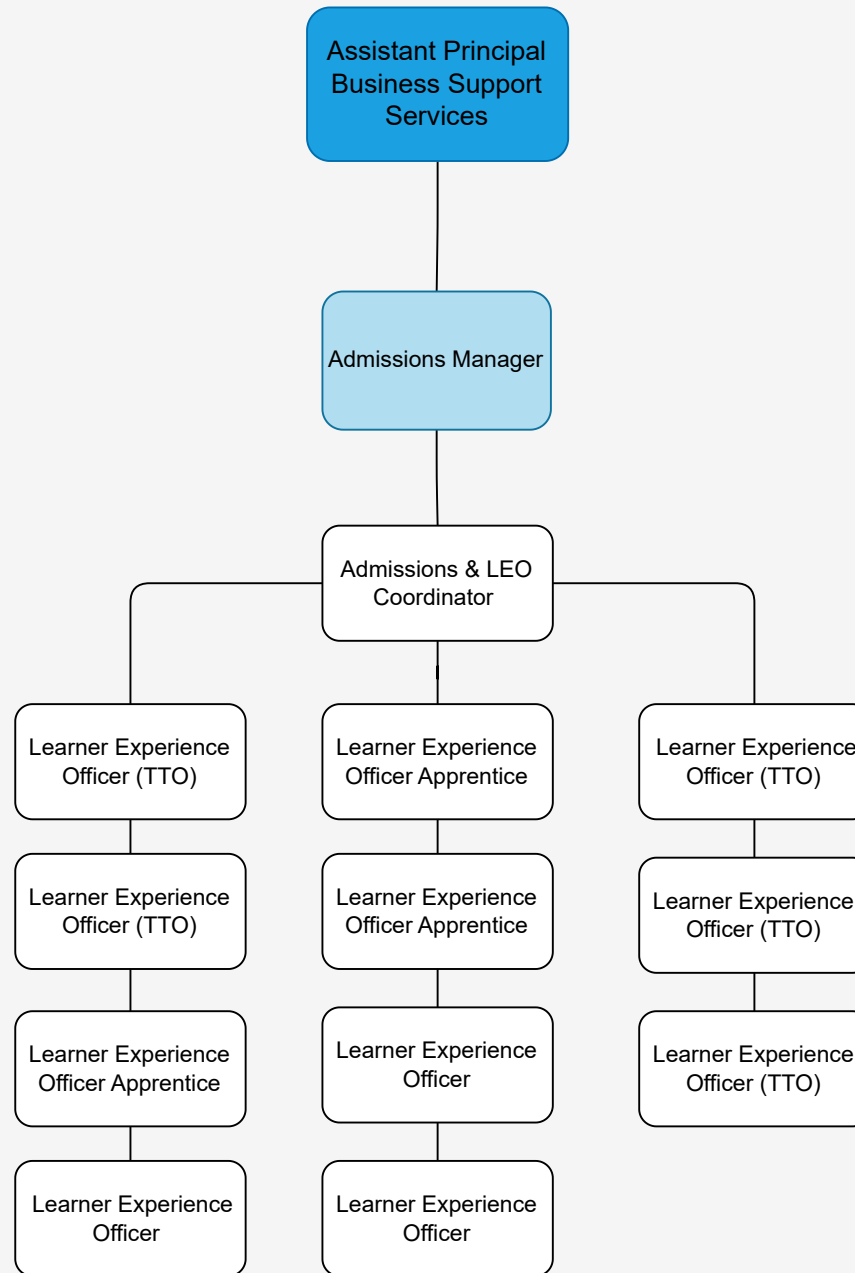 Assistant Principal
Business Support
Services
Admissions Manager
Admissions & LEO
Coordinator
Learner Experience
Officer (TTO)
Learner Experience
Officer Apprentice
Learner Experience
Officer (TTO)
Learner Experience
Officer (TTO)
Learner Experience
Officer Apprentice
Learner Experience
Officer (TTO)
Learner Experience
Officer Apprentice
Learner Experience
Officer
Learner Experience
Officer (TTO)
Learner Experience
Officer
Learner Experience
Officer